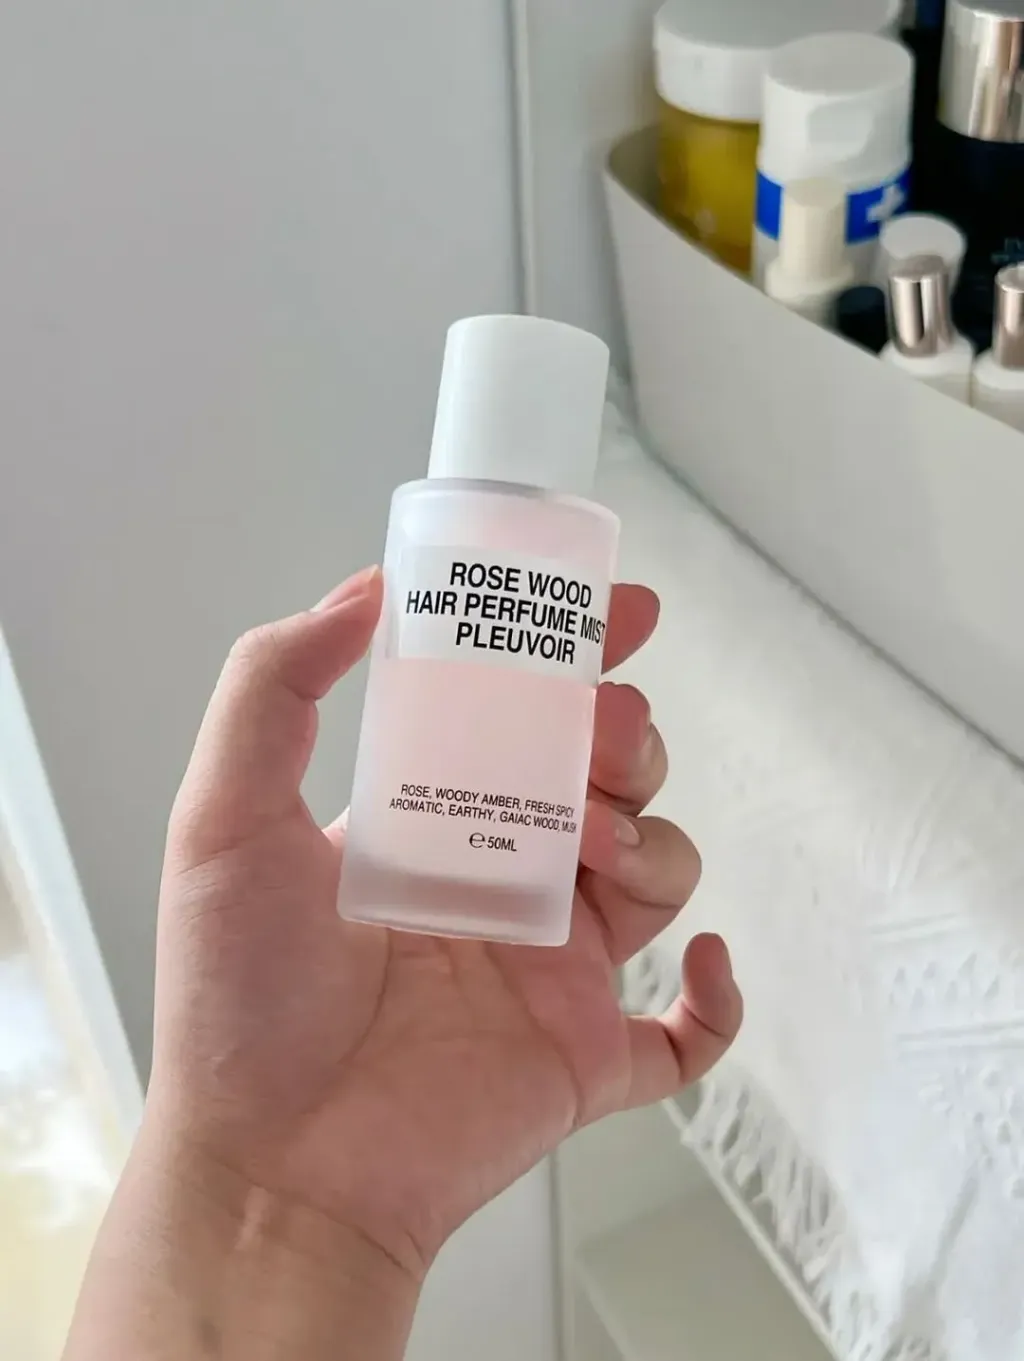 ROSE WOOD
HAIR PERFUME MIST
PLEUVOIR
ROSE, WOODY AMBER, FRESH SPICY
AROMATIC, EARTHY, GAIAC WOOD, MUSK
℮ 50ML